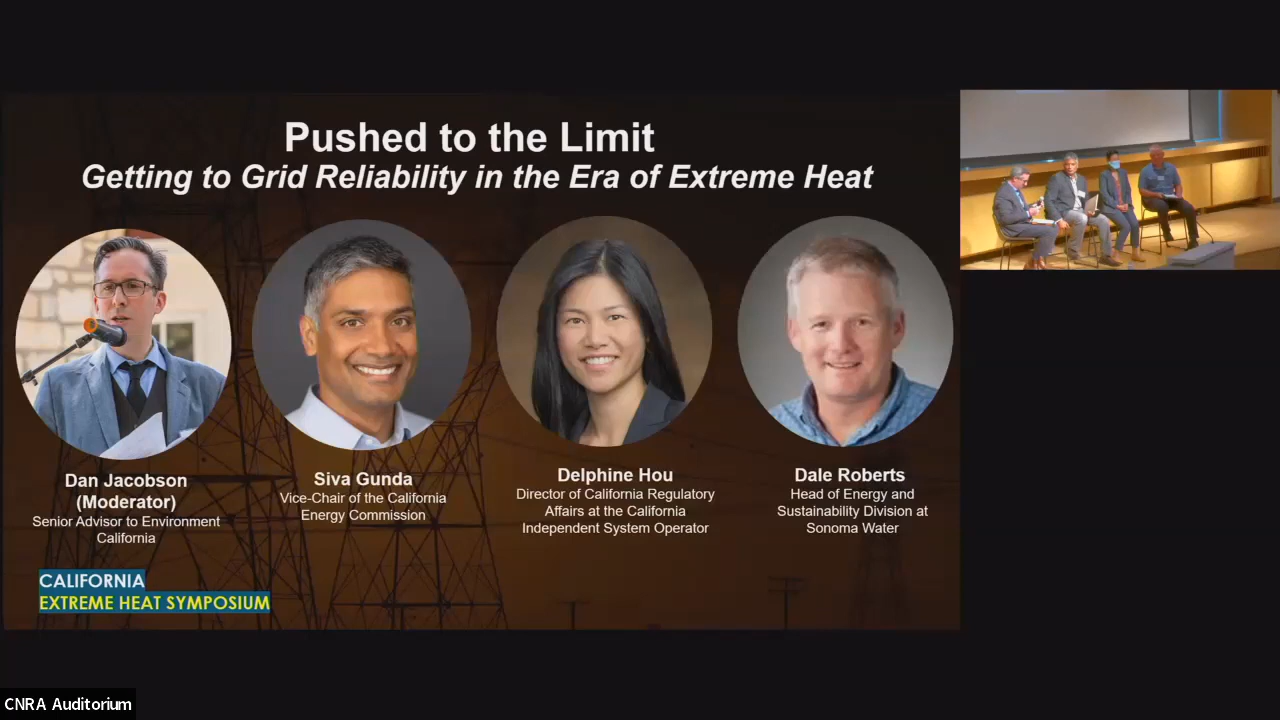 Pushed to the Limit
Getting to Grid Reliability in the Era of Extreme Heat
Dan Jacobson
(Moderator)
Senior Advisor to Environment
California
Siva Gunda
Vice-Chair of the California
Energy Commission
Delphine Hou
Director of California Regulatory
Affairs at the California
Independent System Operator
Dale Roberts
Head of Energy and
Sustainability Division at
Sonoma Water
CALIFORNIA
EXTREME HEAT SYMPOSIUM
CNRA Auditorium